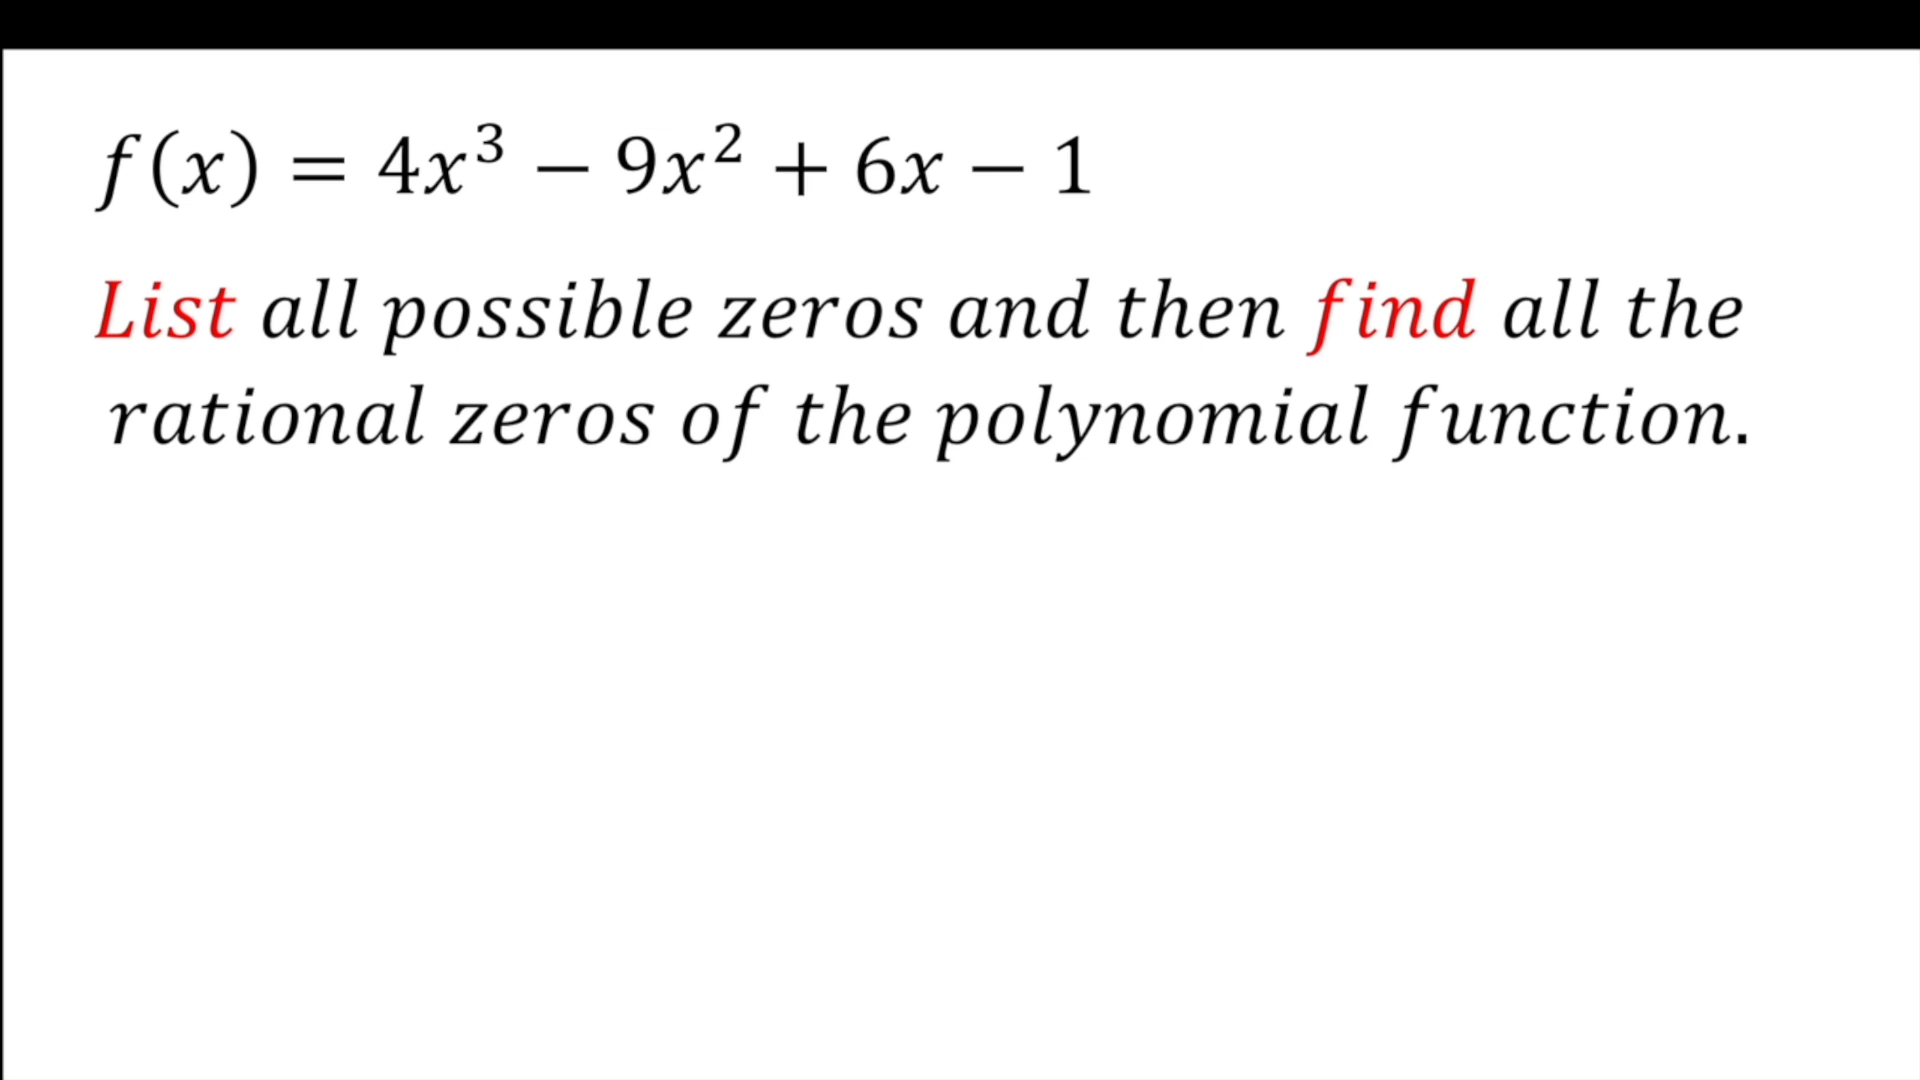 f(x) = 4x³ − 9x² + 6x − 1
List all possible zeros and then find all the
rational zeros of the polynomial function.